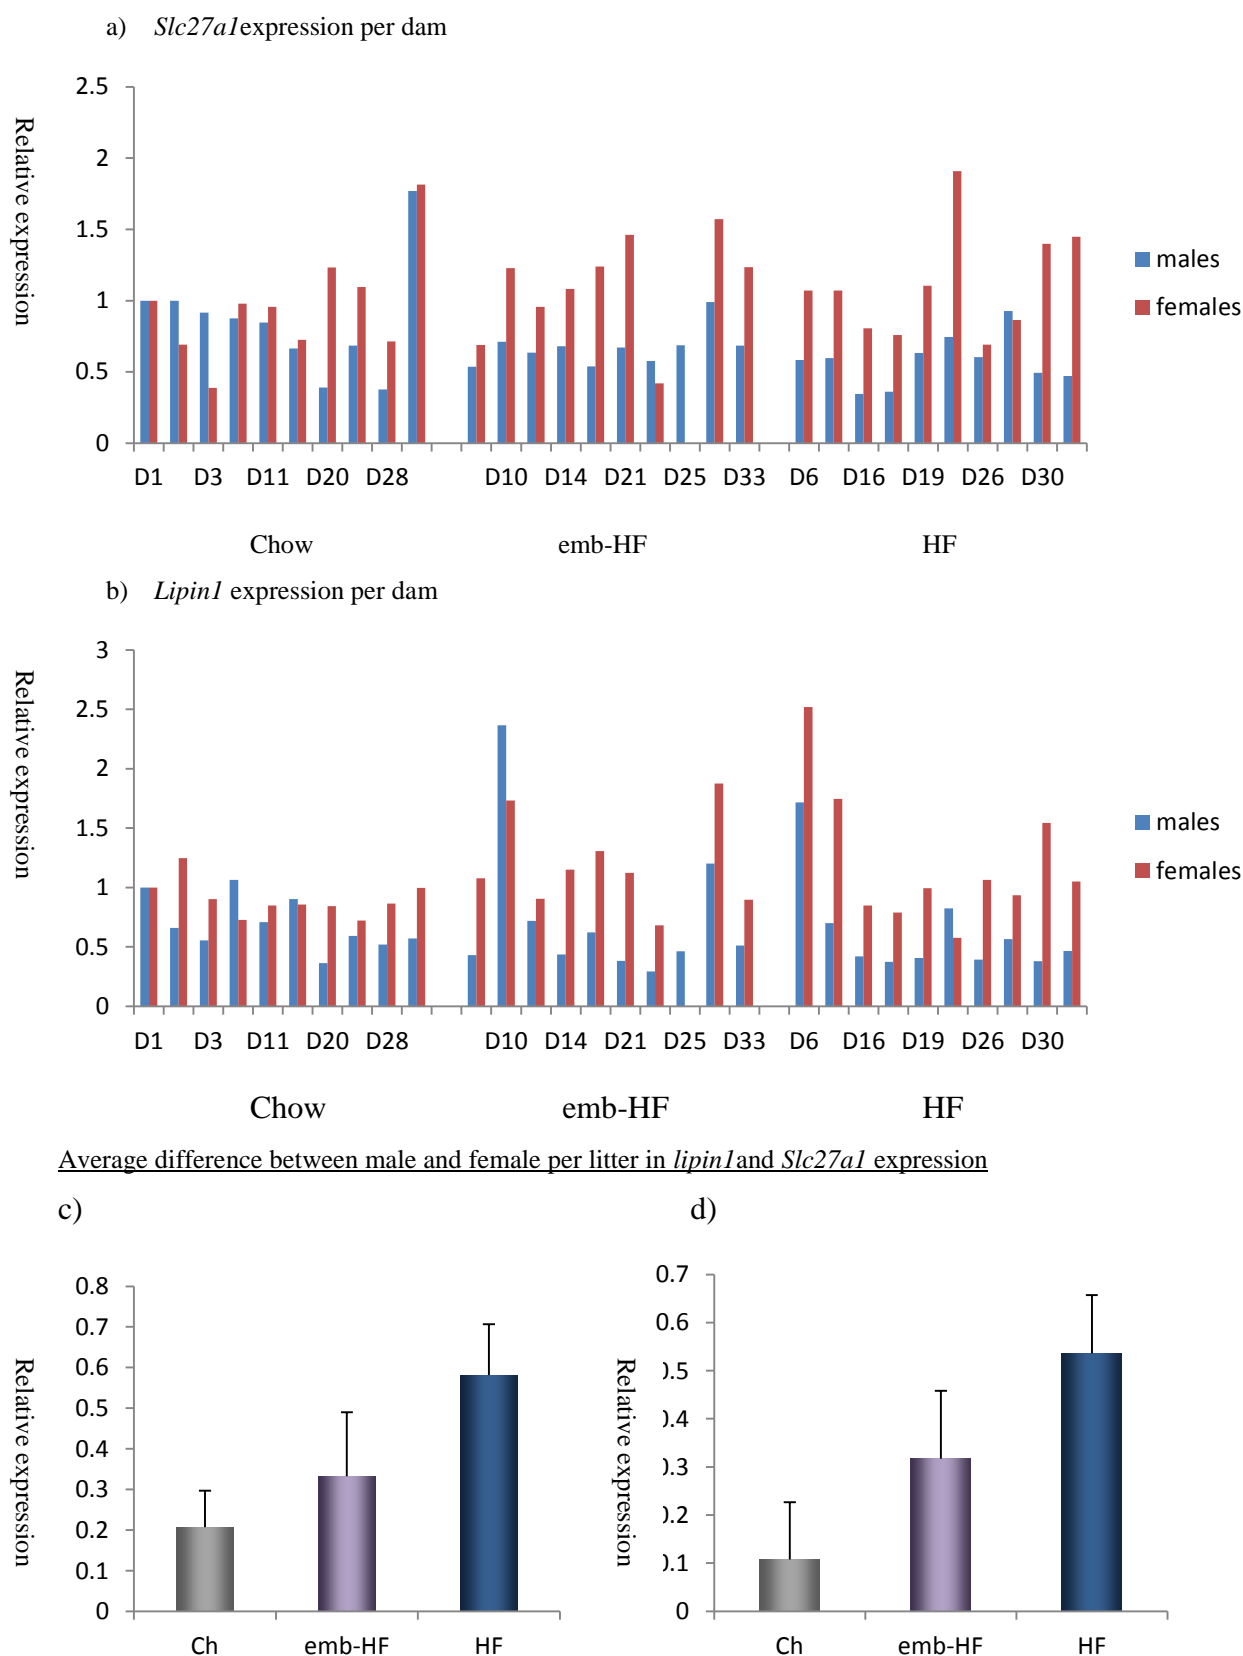 a) Slc27a1expression per dam
Relative expression
2.5
2
1.5
1
0.5
0
males
females
D1 D3 D11 D20 D28 D10 D14 D21 D25 D33 D6 D16 D19 D26 D30
Chow emb-HF HF
b) Lipin1 expression per dam
Relative expression
3
2.5
2
1.5
1
0.5
0
males
females
D1 D3 D11 D20 D28 D10 D14 D21 D25 D33 D6 D16 D19 D26 D30
Chow emb-HF HF
Average difference between male and female per litter in lipin1and Slc27a1 expression
c)
Relative expression
0.8
0.7
0.6
0.5
0.4
0.3
0.2
0.1
0
Ch emb-HF HF
d)
Relative expression
0.7
0.6
0.5
0.4
0.3
0.2
0.1
0
Ch emb-HF HF